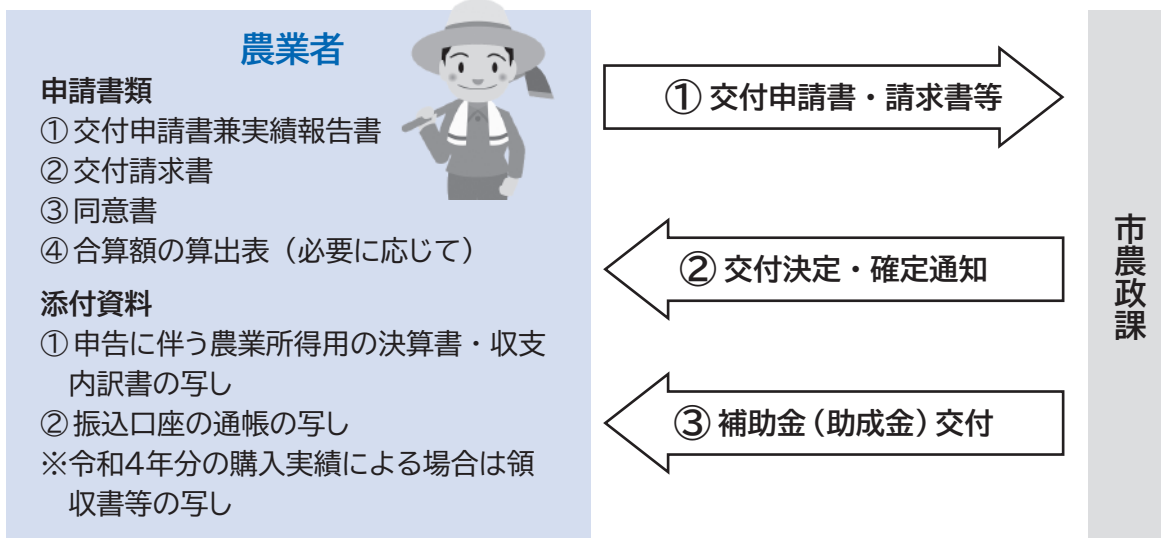 農業者
申請書類
①交付申請書兼実績報告書
②交付請求書
③同意書
④合算額の算出表（必要に応じて）
添付資料
①申告に伴う農業所得用の決算書・収支
内訳書の写し
②振込口座の通帳の写し
※令和4年分の購入実績による場合は領
収書等の写し
①交付申請書・請求書等
②交付決定・確定通知
③補助金（助成金）交付
市農政課